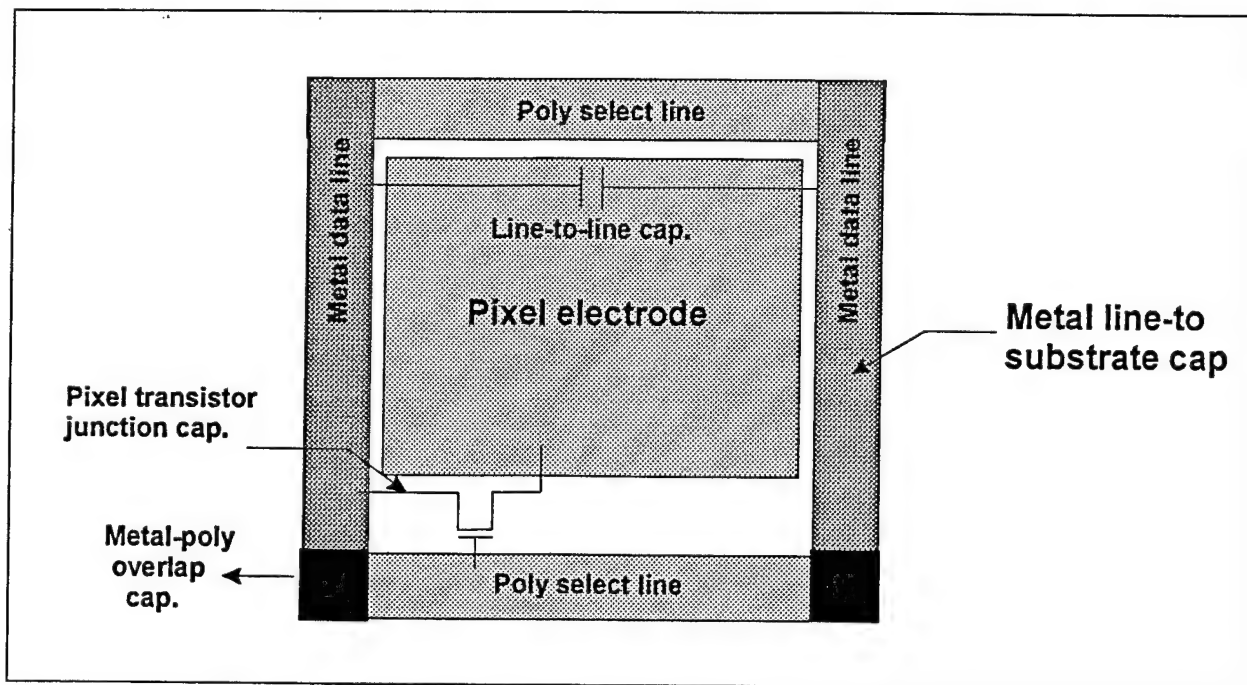 Poly select line
Metal data line
Metal data line
Line-to-line cap.
Pixel electrode
Metal line-to
substrate cap
Pixel transistor
junction cap.
Metal-poly
overlap
cap.
Poly select line